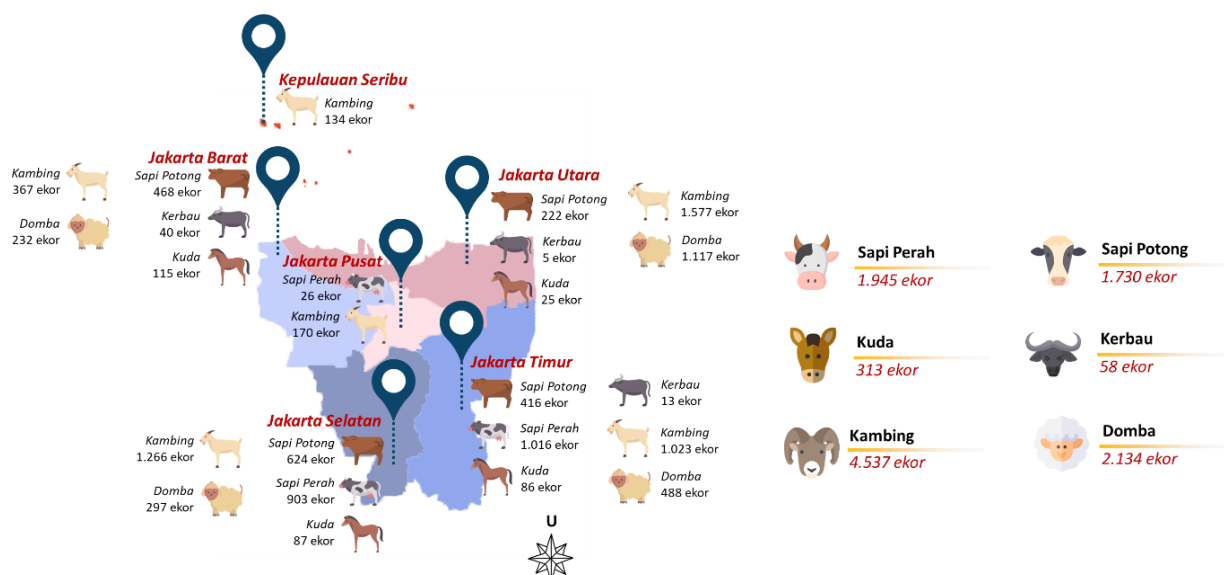 Kepulauan Seribu
Kambing
134 ekor
Jakarta Barat
Kambing
367 ekor
Sapi Potong
468 ekor
Domba
232 ekor
Kerbau
40 ekor
Kuda
115 ekor
Jakarta Utara
Sapi Potong
222 ekor
Kambing
1.577 ekor
Kerbau
5 ekor
Domba
1.117 ekor
Kuda
25 ekor
Jakarta Pusat
Sapi Perah
26 ekor
Kambing
170 ekor
Jakarta Timur
Sapi Potong
416 ekor
Kerbau
13 ekor
Sapi Perah
1.016 ekor
Kambing
1.023 ekor
Kuda
86 ekor
Domba
488 ekor
Jakarta Selatan
Kambing
1.266 ekor
Sapi Potong
624 ekor
Domba
297 ekor
Sapi Perah
903 ekor
Kuda
87 ekor
U
Sapi Perah
1.945 ekor
Sapi Potong
1.730 ekor
Kuda
313 ekor
Kerbau
58 ekor
Kambing
4.537 ekor
Domba
2.134 ekor